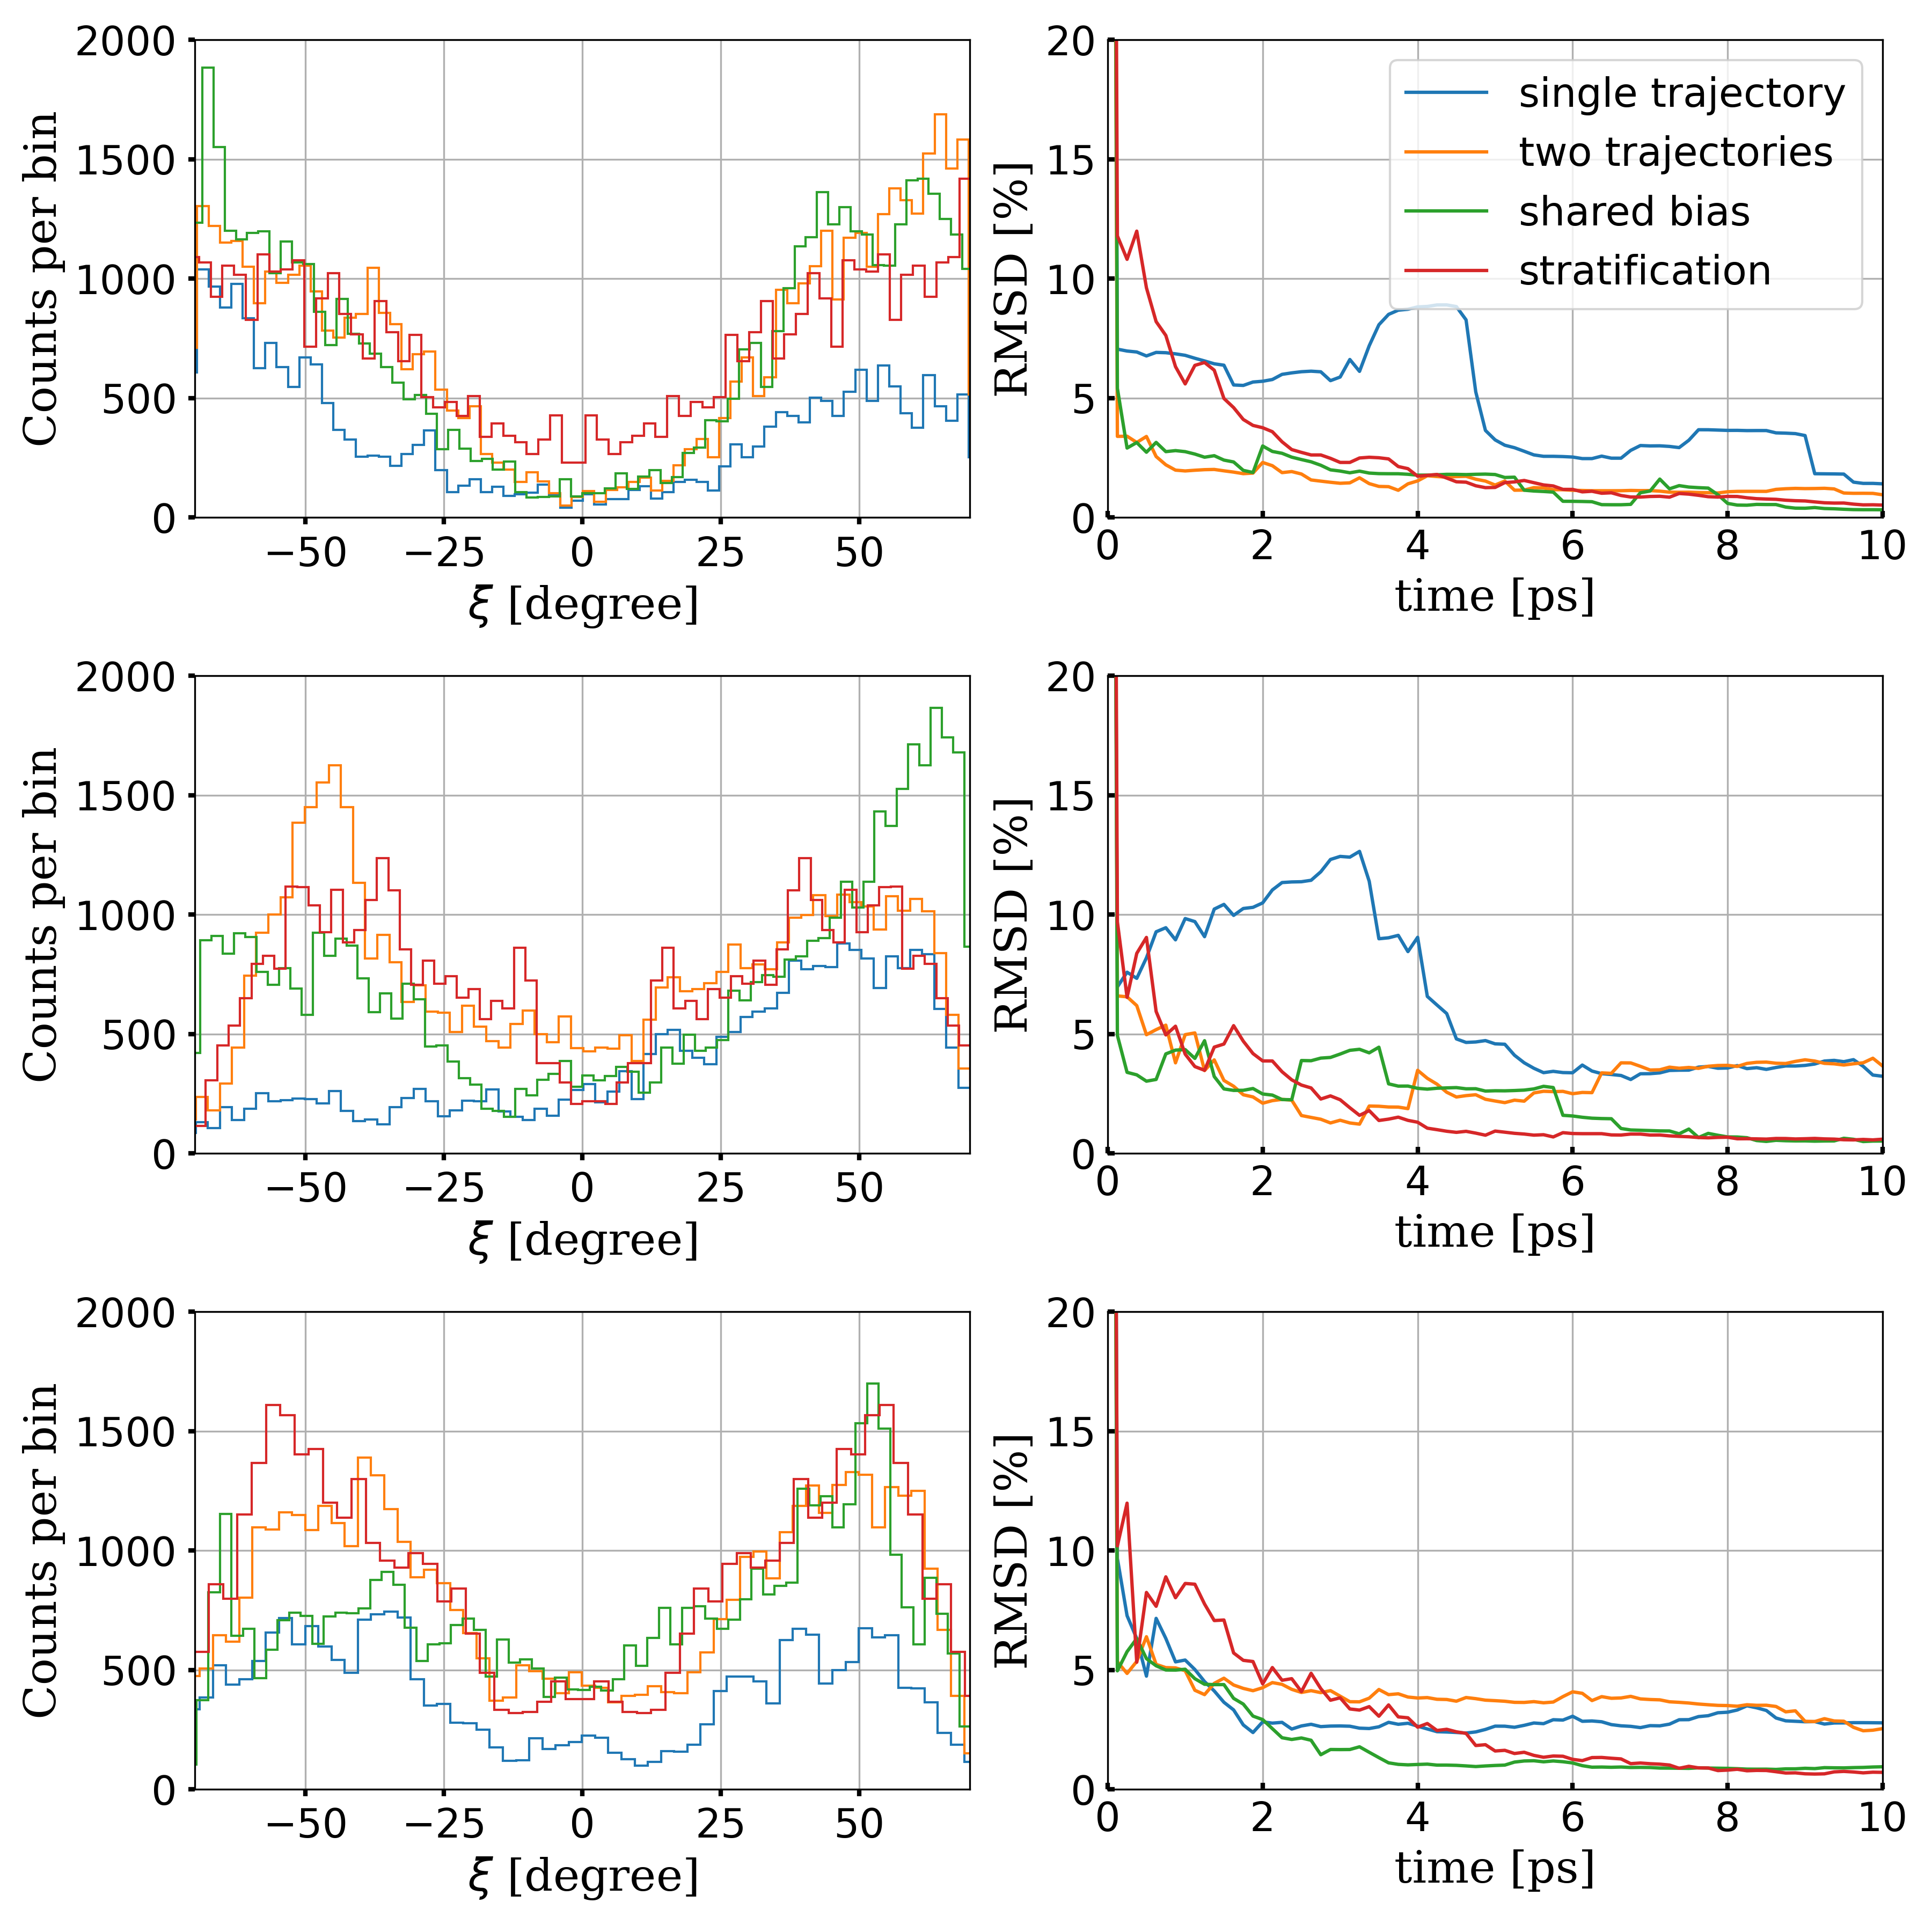 2000
1500
1000
500
0
Counts per bin
−50 −25 0 25 50
ξ [degree]
20
15
10
5
0
RMSD [%]
single trajectory
two trajectories
shared bias
stratification
0 2 4 6 8 10
time [ps]
2000
1500
1000
500
0
Counts per bin
−50 −25 0 25 50
ξ [degree]
20
15
10
5
0
RMSD [%]
0 2 4 6 8 10
time [ps]
2000
1500
1000
500
0
Counts per bin
−50 −25 0 25 50
ξ [degree]
20
15
10
5
0
RMSD [%]
0 2 4 6 8 10
time [ps]